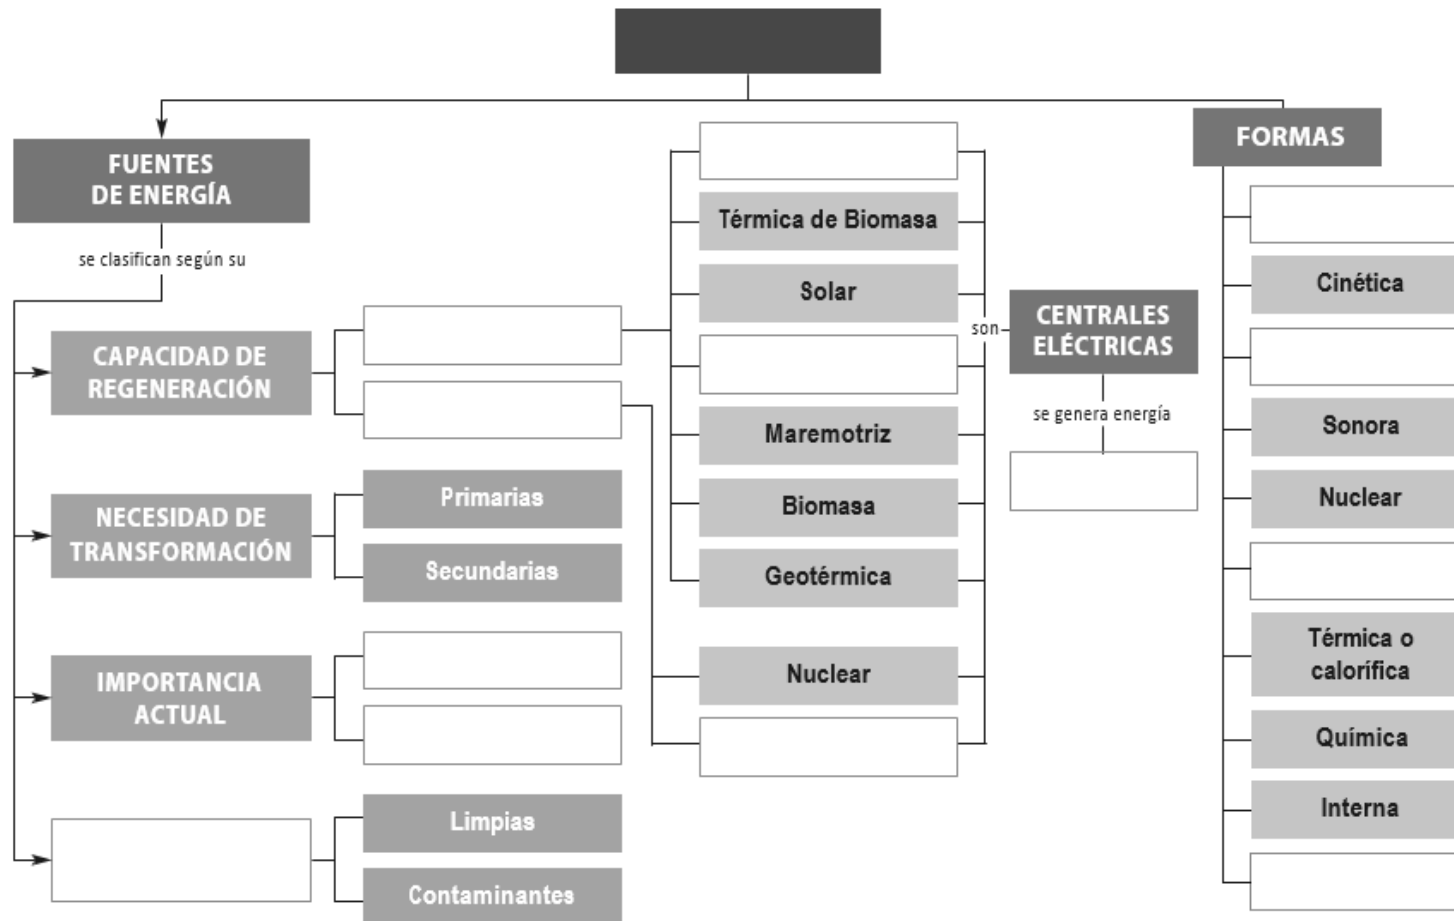 FUENTES
DE ENERGÍA
se clasifican según su
CAPACIDAD DE
REGENERACIÓN
NECESIDAD DE
TRANSFORMACIÓN
Primarias
Secundarias
IMPORTANCIA
ACTUAL
Limpias
Contaminantes
Térmica de Biomasa
Solar
Maremotriz
Biomasa
Geotérmica
Nuclear
son
CENTRALES
ELÉCTRICAS
se genera energía
FORMAS
Cinética
Sonora
Nuclear
Térmica o
calorífica
Química
Interna